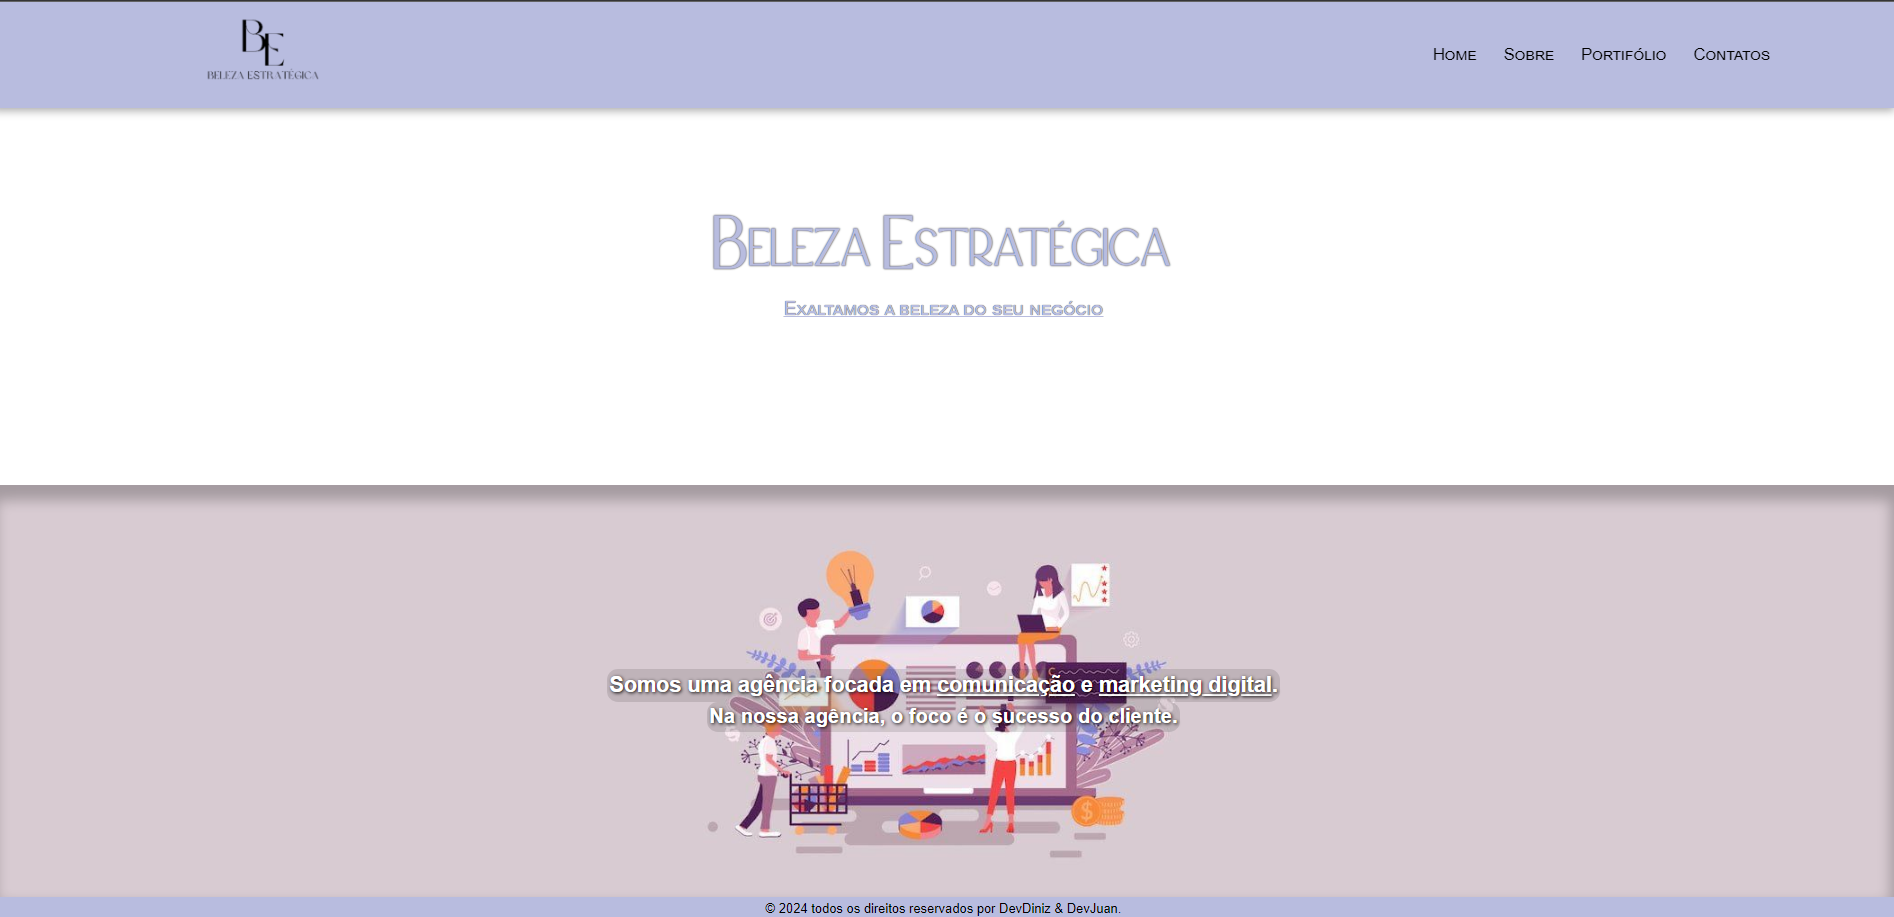 BE
BELEZA ESTRATÉGICA
Home Sobre Portifólio Contatos
Beleza Estratégica
Exaltamos a beleza do seu negócio
Somos uma agência focada em comunicação e marketing digital.
Na nossa agência, o foco é o sucesso do cliente.
© 2024 todos os direitos reservados por DevDiniz & DevJuan.